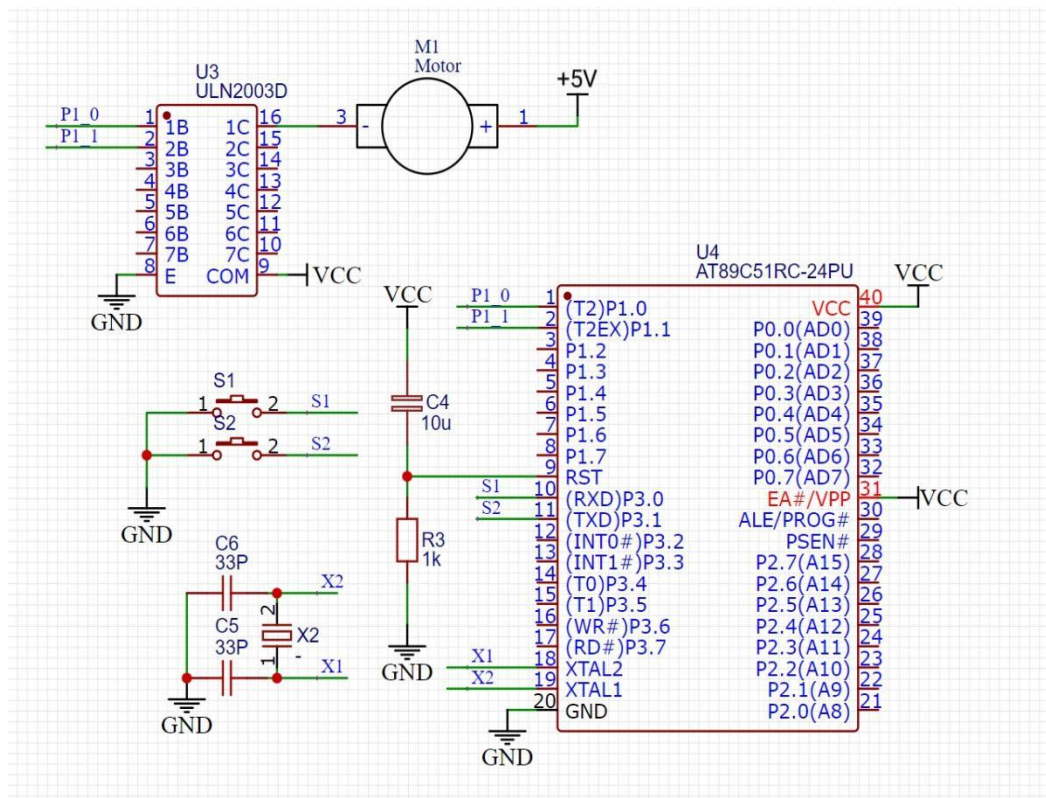 M1
Motor
+5V
U3
ULN2003D
P1_0 1 1B 1C 16 3 - + 1
P1_1 2 2B 2C 15
3 3B 3C 14
4 4B 4C 13
5 5B 5C 12
6 6B 6C 11
7 7B 7C 10
8 E COM 9 VCC
GND
U4
AT89C51RC-24PU
VCC
VCC
P1_0 1 (T2)P1.0 VCC 40
P1_1 2 (T2EX)P1.1 P0.0(AD0) 39
3 P1.2 P0.1(AD1) 38
4 P1.3 P0.2(AD2) 37
5 P1.4 P0.3(AD3) 36
6 P1.5 P0.4(AD4) 35
7 P1.6 P0.5(AD5) 34
8 P1.7 P0.6(AD6) 33
9 RST P0.7(AD7) 32
S1 10 (RXD)P3.0 EA#/VPP 31 VCC
S2 11 (TXD)P3.1 ALE/PROG# 30
12 (INT0#)P3.2 PSEN# 29
13 (INT1#)P3.3 P2.7(A15) 28
14 (T0)P3.4 P2.6(A14) 27
15 (T1)P3.5 P2.5(A13) 26
16 (WR#)P3.6 P2.4(A12) 25
17 (RD#)P3.7 P2.3(A11) 24
X1 18 XTAL2 P2.2(A10) 23
X2 19 XTAL1 P2.1(A9) 22
20 GND P2.0(A8) 21
GND
S1
1 2 S1
S2
1 2 S2
GND
C4
10u
R3
1k
GND
C6
33P
X2
2
X2
-
1
C5
33P
X1
GND